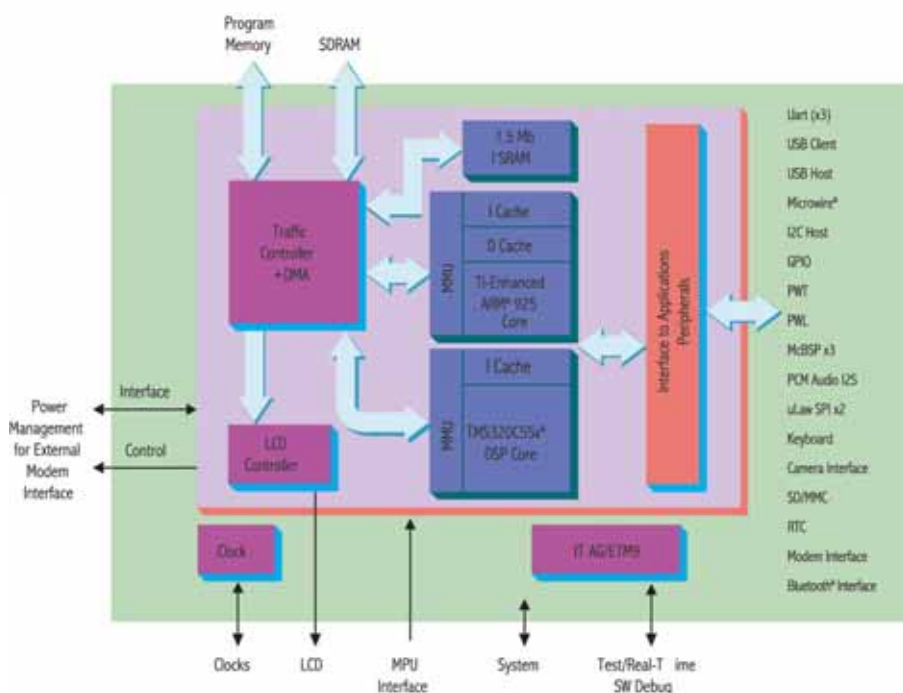 Program
Memory
SDRAM
1.5 Mb
I SRAM
Traffic
Controller
+DMA
MMU
I Cache
D Cache
TI-Enhanced
ARM® 925
Core
MMU
I Cache
TMS320C55x®
DSP Core
LCD
Controller
Interface to Applications
Peripherals
Interface
Control
Power
Management
for External
Modem
Interface
Clock
IT AG/ETM9
Clocks
LCD
MPU
Interface
System
Test/Real-T ime
SW Debug
Uart (x3)
USB Client
USB Host
Microwire®
I2C Host
GPIO
PWT
PWL
McBSP x3
PCM Audio I2S
uLaw SPI x2
Keyboard
Camera Interface
SD/MMC
RTC
Modem Interface
Bluetooth® Interface